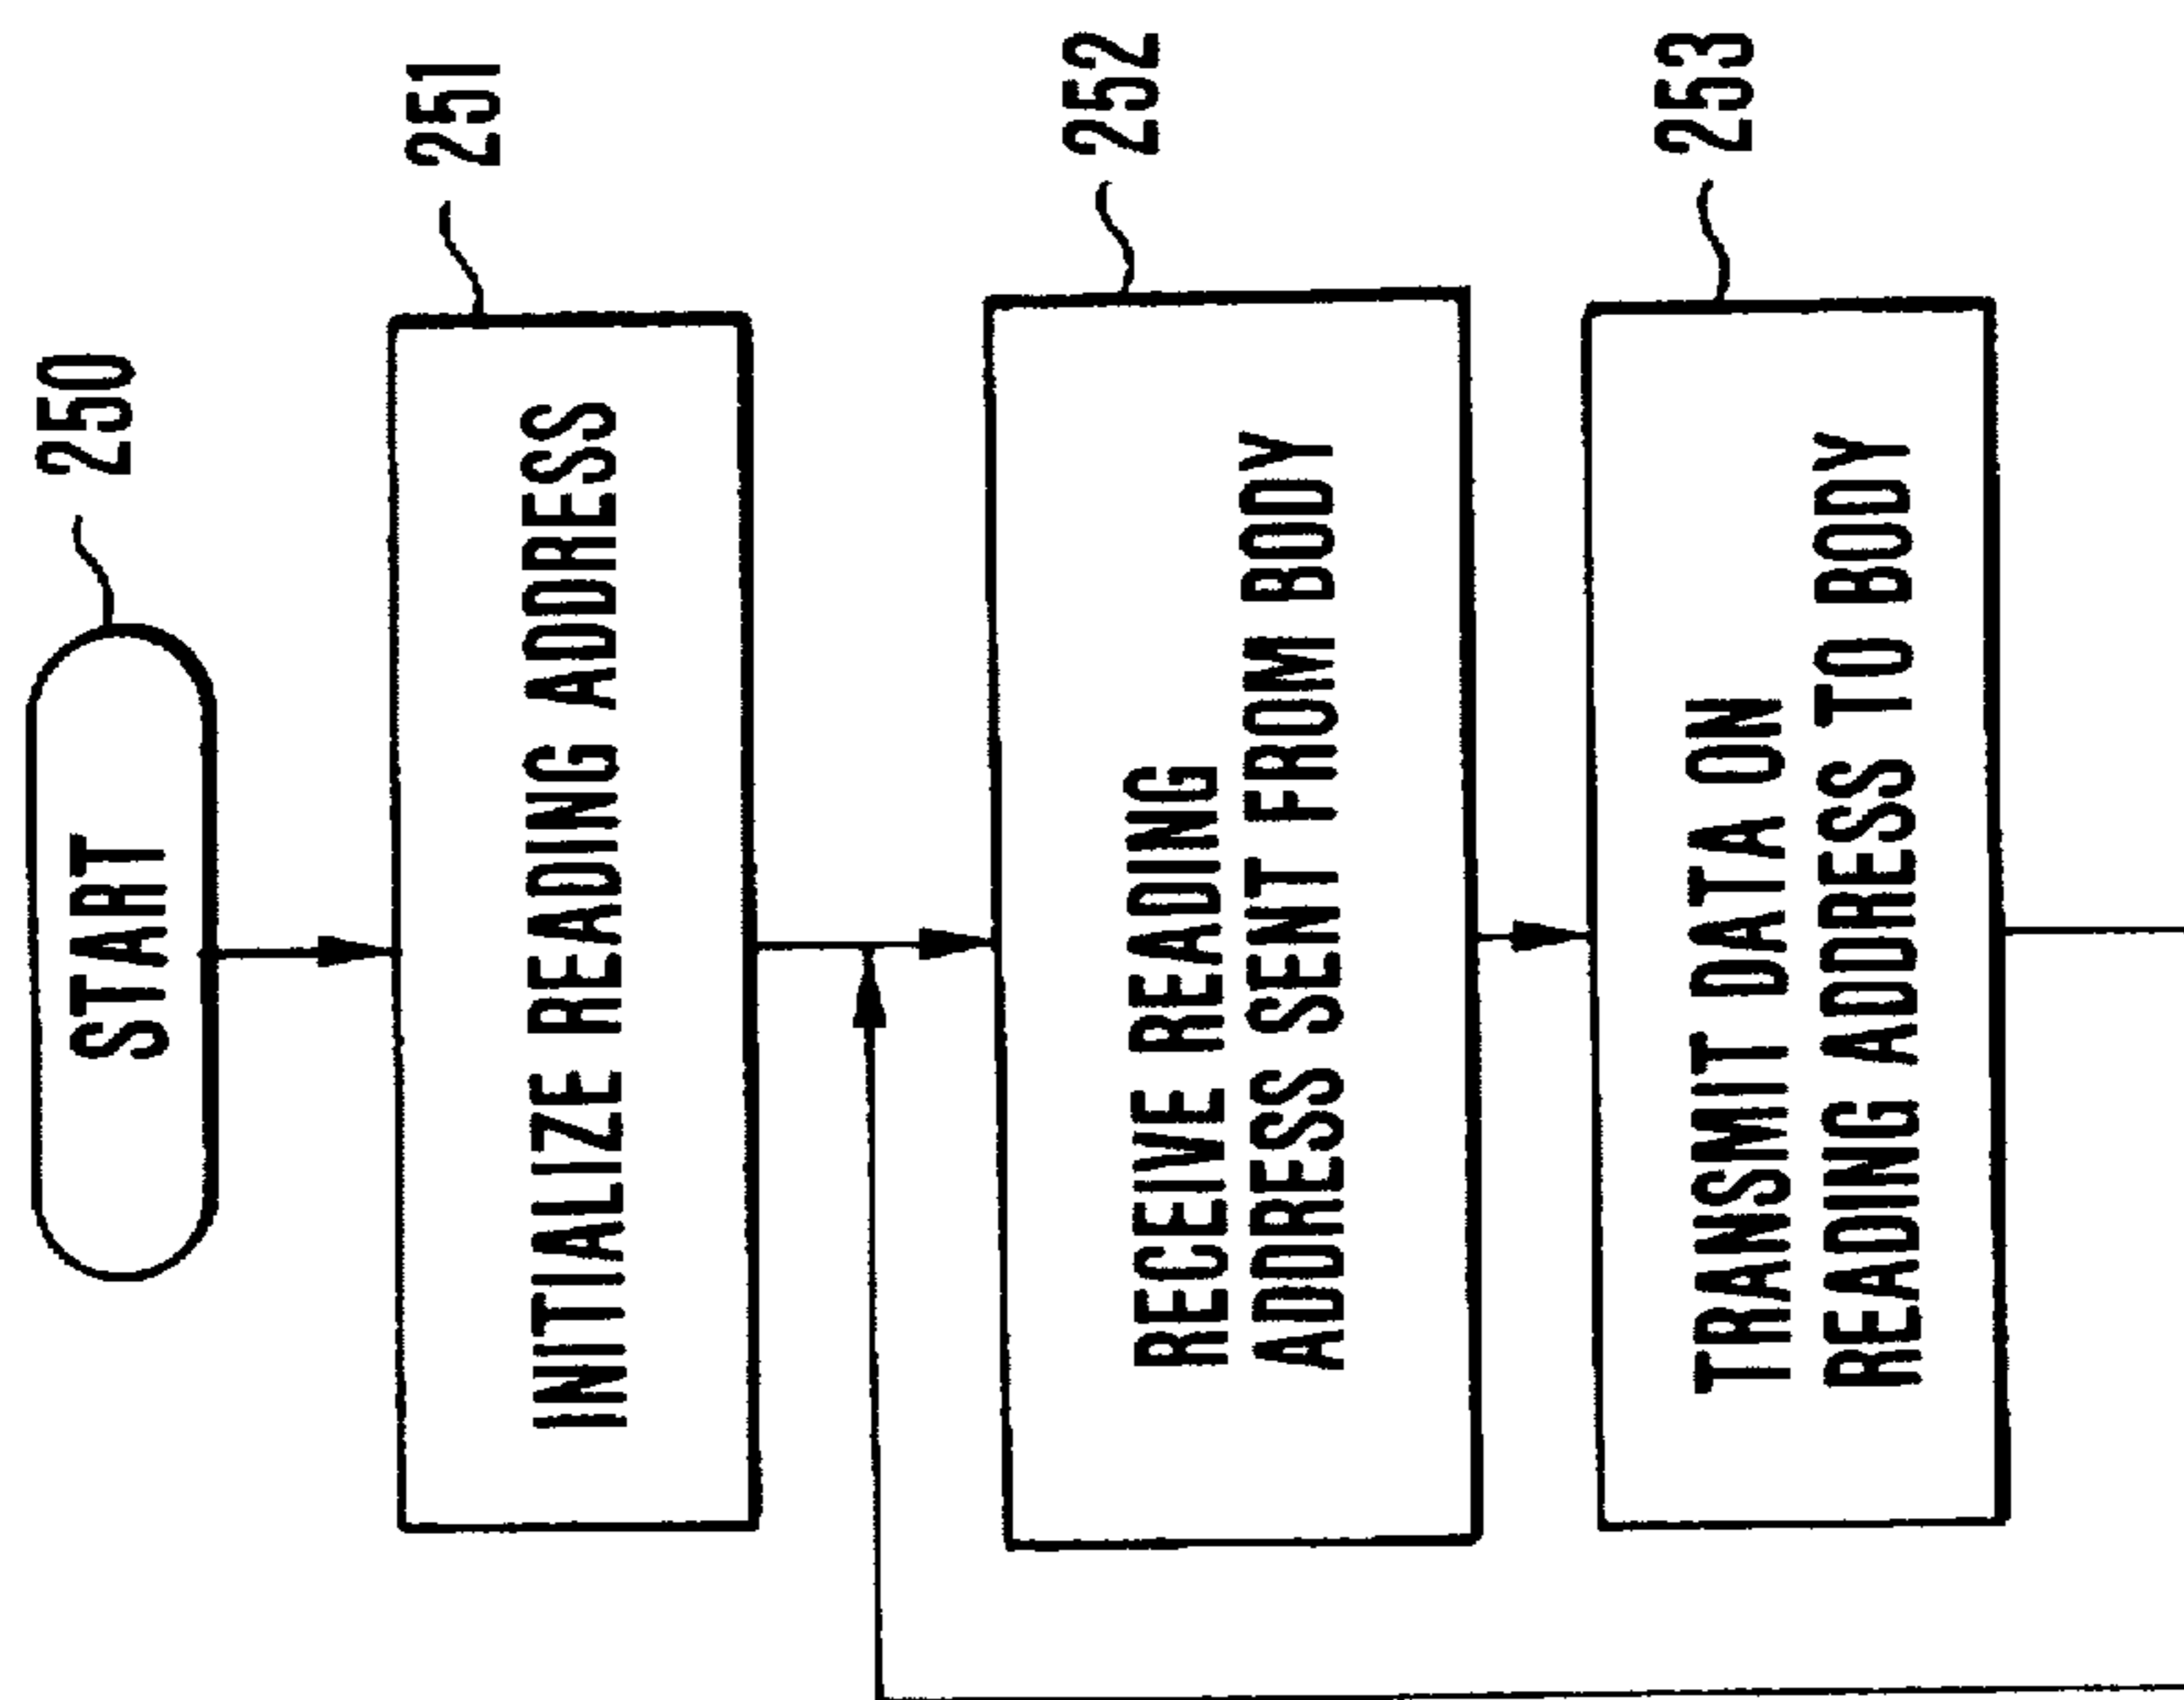 START
250
INITIALIZE READING ADDRESS
251
RECEIVE READING
ADDRESS SENT FROM BODY
252
TRANSMIT DATA ON
READING ADDRESS TO BODY
253